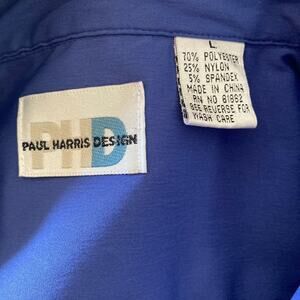 L
70% POLYESTER
25% NYLON
5% SPANDEX
MADE IN CHINA
RN NO 61992
SEE REVERSE FOR
WASH CARE
PHD
PAUL HARRIS DESIGN